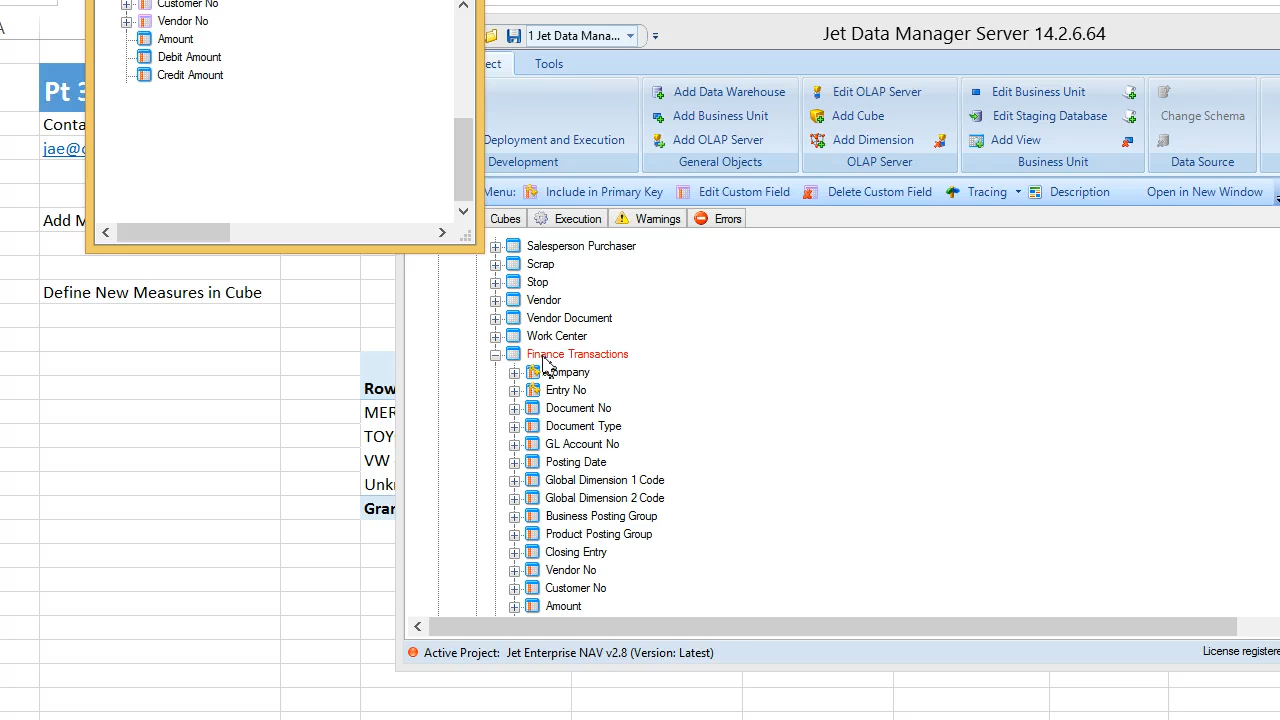 Customer No
Vendor No
Amount
Debit Amount
Credit Amount
A
1 Jet Data Mana...
Jet Data Manager Server 14.2.6.64
Tools
Add Data Warehouse
Edit OLAP Server
Edit Business Unit
Add Business Unit
Add Cube
Edit Staging Database
Change Schema
Deployment and Execution
Add OLAP Server
Add Dimension
Add View
Development
General Objects
OLAP Server
Business Unit
Data Source
Menu:
Include in Primary Key
Edit Custom Field
Delete Custom Field
Tracing
Description
Open in New Window
Cubes
Execution
Warnings
Errors
Salesperson Purchaser
Scrap
Stop
Vendor
Vendor Document
Work Center
Finance Transactions
Company
Entry No
Document No
Document Type
GL Account No
Posting Date
Global Dimension 1 Code
Global Dimension 2 Code
Business Posting Group
Product Posting Group
Closing Entry
Vendor No
Customer No
Amount
Active Project: Jet Enterprise NAV v2.8 (Version: Latest)
License registere
Pt 3
Conta
jae@
Add M
Define New Measures in Cube
Row
MER
TOY
VW
Unk
Gran